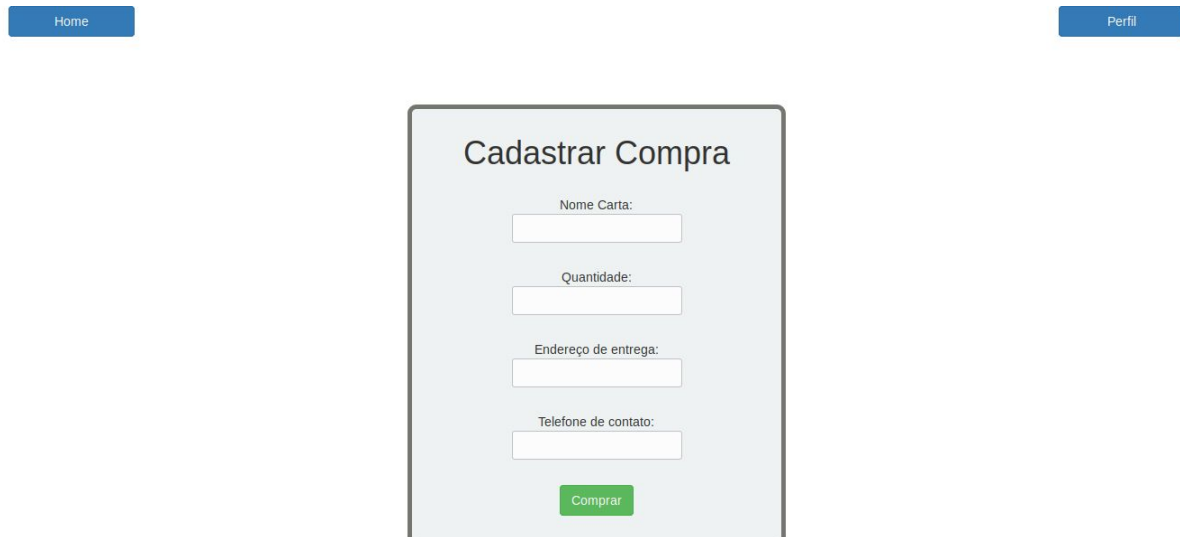 Home
Perfil
Cadastrar Compra
Nome Carta:
Quantidade:
Endereço de entrega:
Telefone de contato:
Comprar